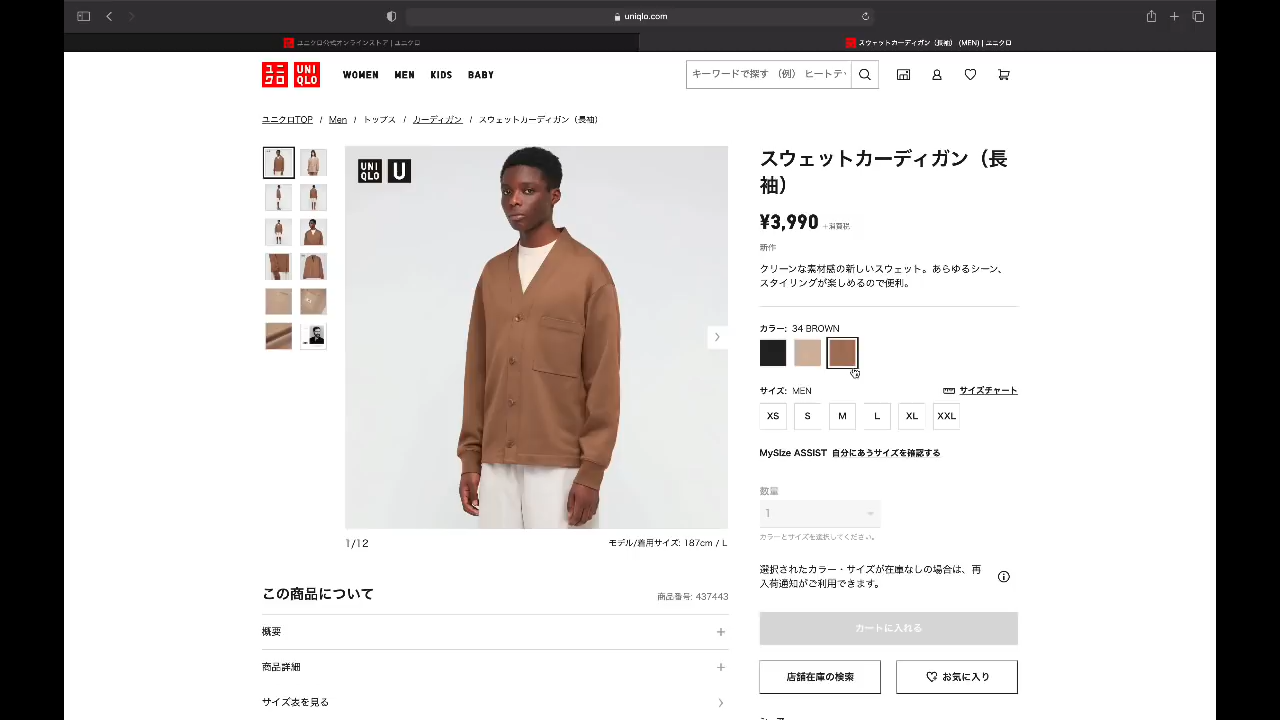 uniqlo.com
ユニクロ公式オンラインストア | ユニクロ
スウェットカーディガン（長袖） (MEN) | ユニクロ
ユニクロ
UNIQLO
WOMEN MEN KIDS BABY
キーワードで探す （例） ヒートテ
ユニクロTOP / Men / トップス / カーディガン / スウェットカーディガン（長袖）
UNIQLO U
スウェットカーディガン（長
袖）
¥3,990 +消費税
新作
クリーンな素材感の新しいスウェット。あらゆるシーン、
スタイリングが楽しめるので便利。
カラー: 34 BROWN
サイズ: MEN
サイズチャート
XS S M L XL XXL
MySize ASSIST 自分にあうサイズを確認する
数量
1
カラーとサイズを選択してください。
1/12
モデル/着用サイズ: 187cm / L
選択されたカラー・サイズが在庫なしの場合は、再
入荷通知がご利用できます。
カートに入れる
店舗在庫の検索
お気に入り
この商品について
商品番号: 437443
概要
商品詳細
サイズ表を見る